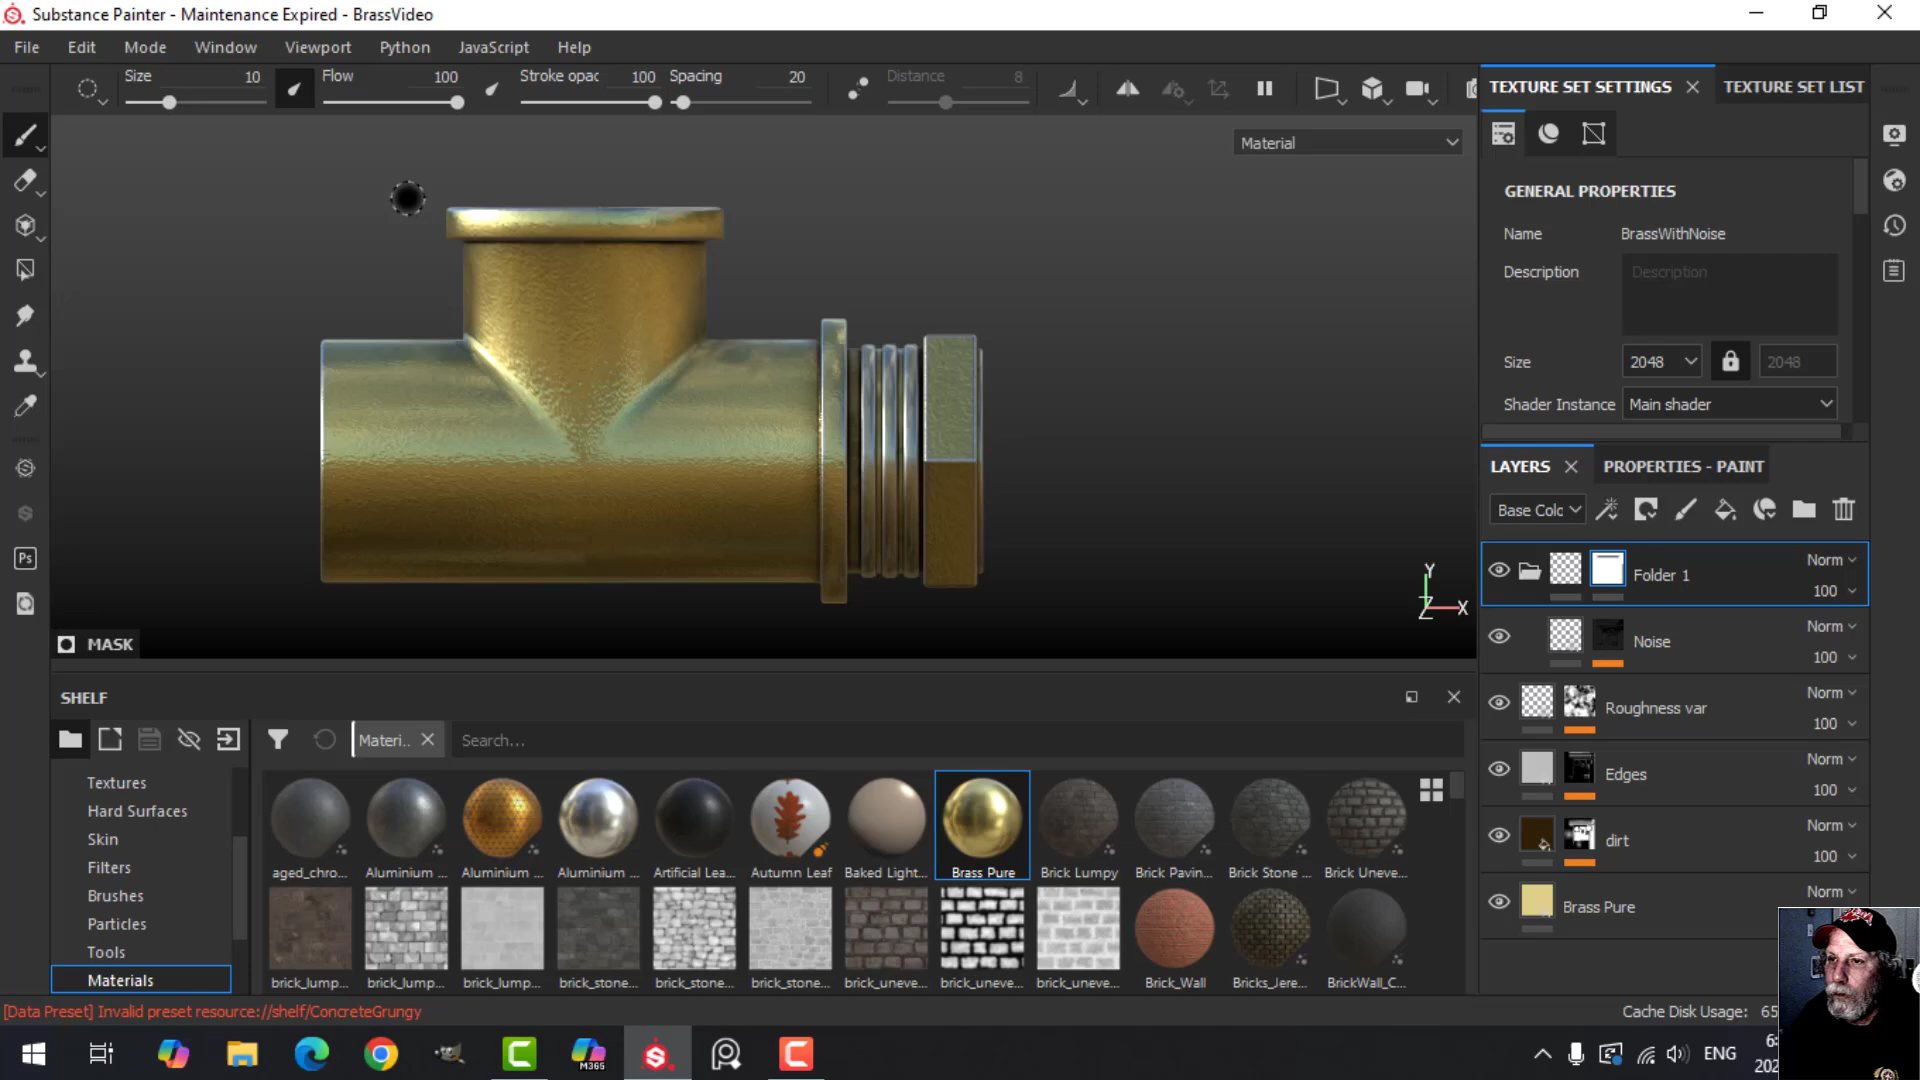 Substance Painter - Maintenance Expired - BrassVideo
File Edit Mode Window Viewport Python JavaScript Help
Size 10 Flow 100 Stroke opac 100 Spacing 20 Distance 8
TEXTURE SET SETTINGS TEXTURE SET LIST
Material
GENERAL PROPERTIES
Name BrassWithNoise
Description Description
Size 2048 2048
Shader Instance Main shader
LAYERS PROPERTIES - PAINT
Base Colc
Norm
Folder 1
100
Norm
Noise
100
Norm
Roughness var
100
Norm
Edges
100
Norm
dirt
100
Norm
Brass Pure
Y
Z X
MASK
SHELF
Materi.. Search...
Textures
Hard Surfaces
Skin
Filters
Brushes
Particles
Tools
Materials
aged_chro... Aluminium ... Aluminium ... Aluminium ... Artificial Lea... Autumn Leaf Baked Light... Brass Pure Brick Lumpy Brick Pavin... Brick Stone ... Brick Uneve...
brick_lump... brick_lump... brick_lump... brick_stone... brick_stone... brick_stone... brick_uneve... brick_uneve... brick_uneve... Brick_Wall Bricks_Jere... BrickWall_C...
[Data Preset] Invalid preset resource://shelf/ConcreteGrungy
Cache Disk Usage: 65
Ps
M365
ENG
6:
202